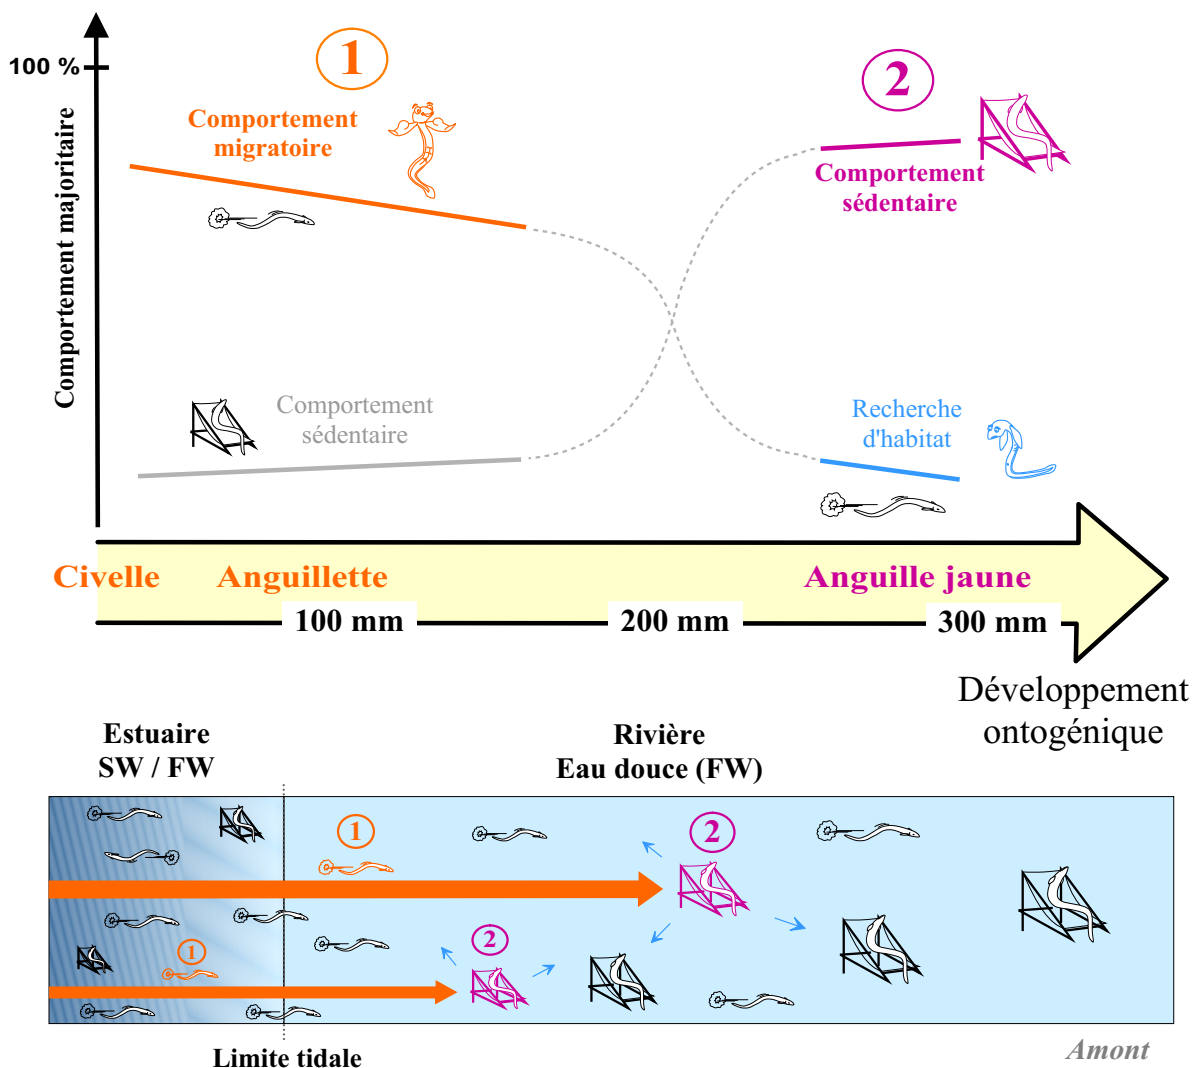 1
2
100 %
Comportement
migratoire
Comportement majoritaire
Comportement
sédentaire
Comportement
sédentaire
Recherche
d'habitat
Civelle
Anguillette
Anguille jaune
100 mm
200 mm
300 mm
Développement
ontogénique
Estuaire
SW / FW
Rivière
Eau douce (FW)
1
2
2
1
Limite tidale
Amont